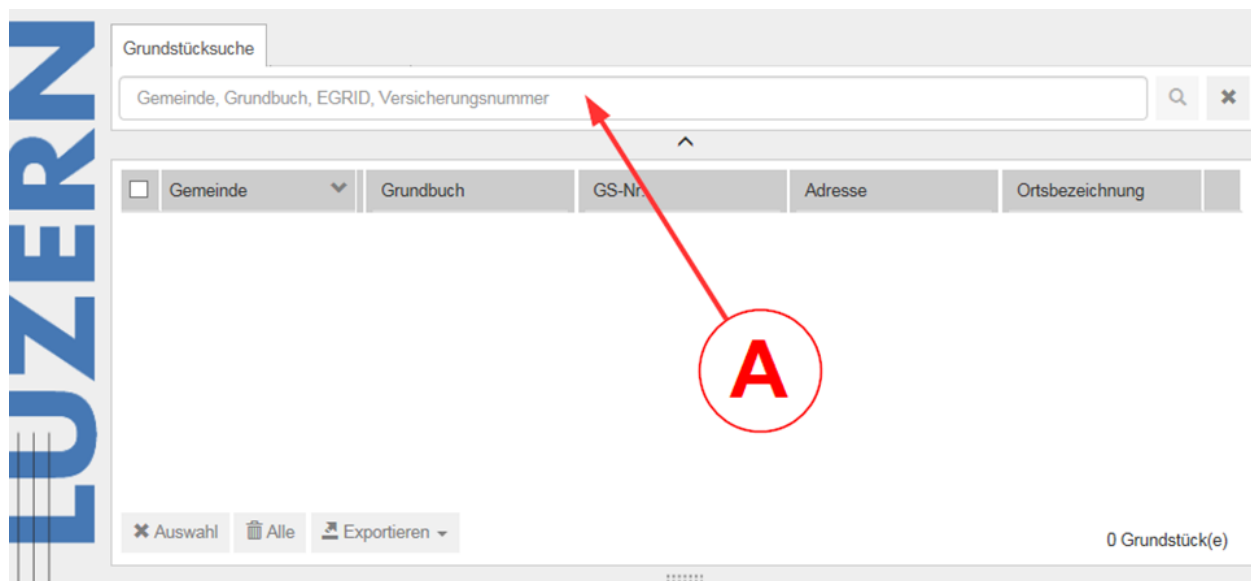 LUZERN
Grundstücksuche
Gemeinde, Grundbuch, EGRID, Versicherungsnummer
Gemeinde Grundbuch GS-Nr. Adresse Ortsbezeichnung
A
Auswahl Alle Exportieren
0 Grundstück(e)